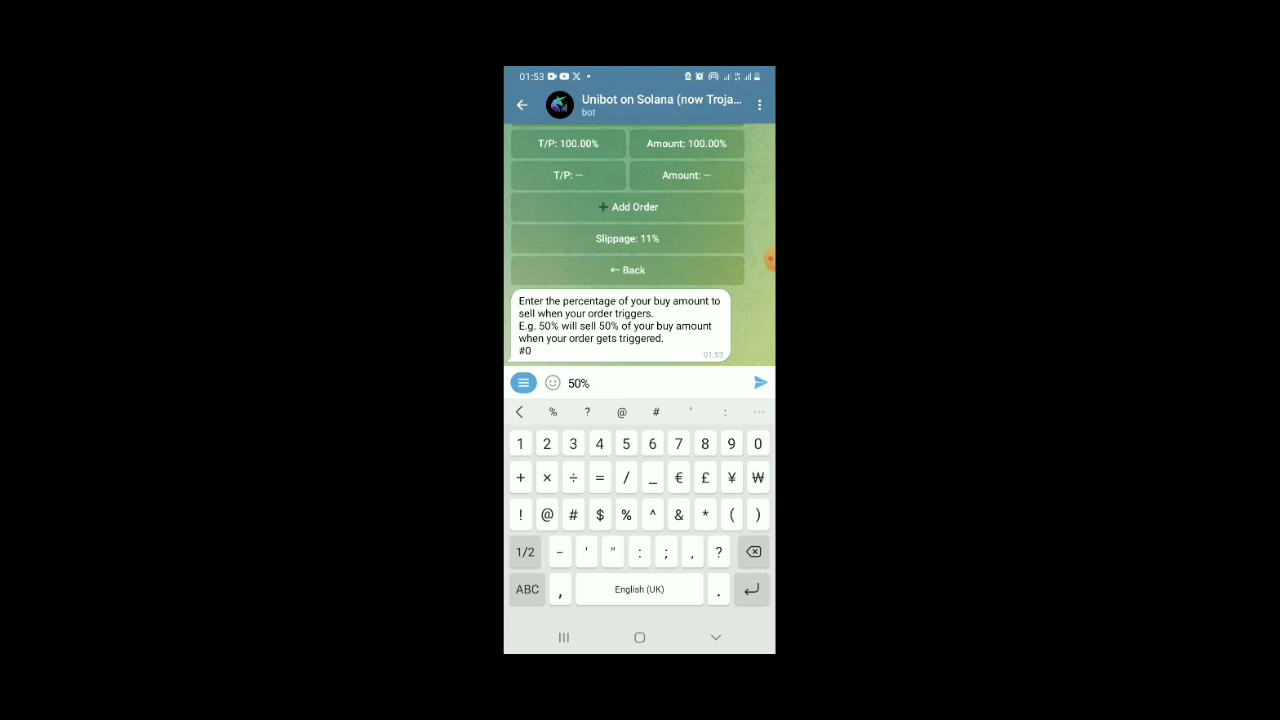 01:53
Unibot on Solana (now Troja...
bot
T/P: 100.00% Amount: 100.00%
T/P: -- Amount: --
+ Add Order
Slippage: 11%
← Back
Enter the percentage of your buy amount to
sell when your order triggers.
E.g. 50% will sell 50% of your buy amount
when your order gets triggered.
#0
01:53
50%
% ? @ # ' : ...
1 2 3 4 5 6 7 8 9 0
+ × ÷ = / _ € £ ¥ ₩
! @ # $ % ^ & * ( )
1/2 - ' " : ; , ?
ABC , English (UK) .